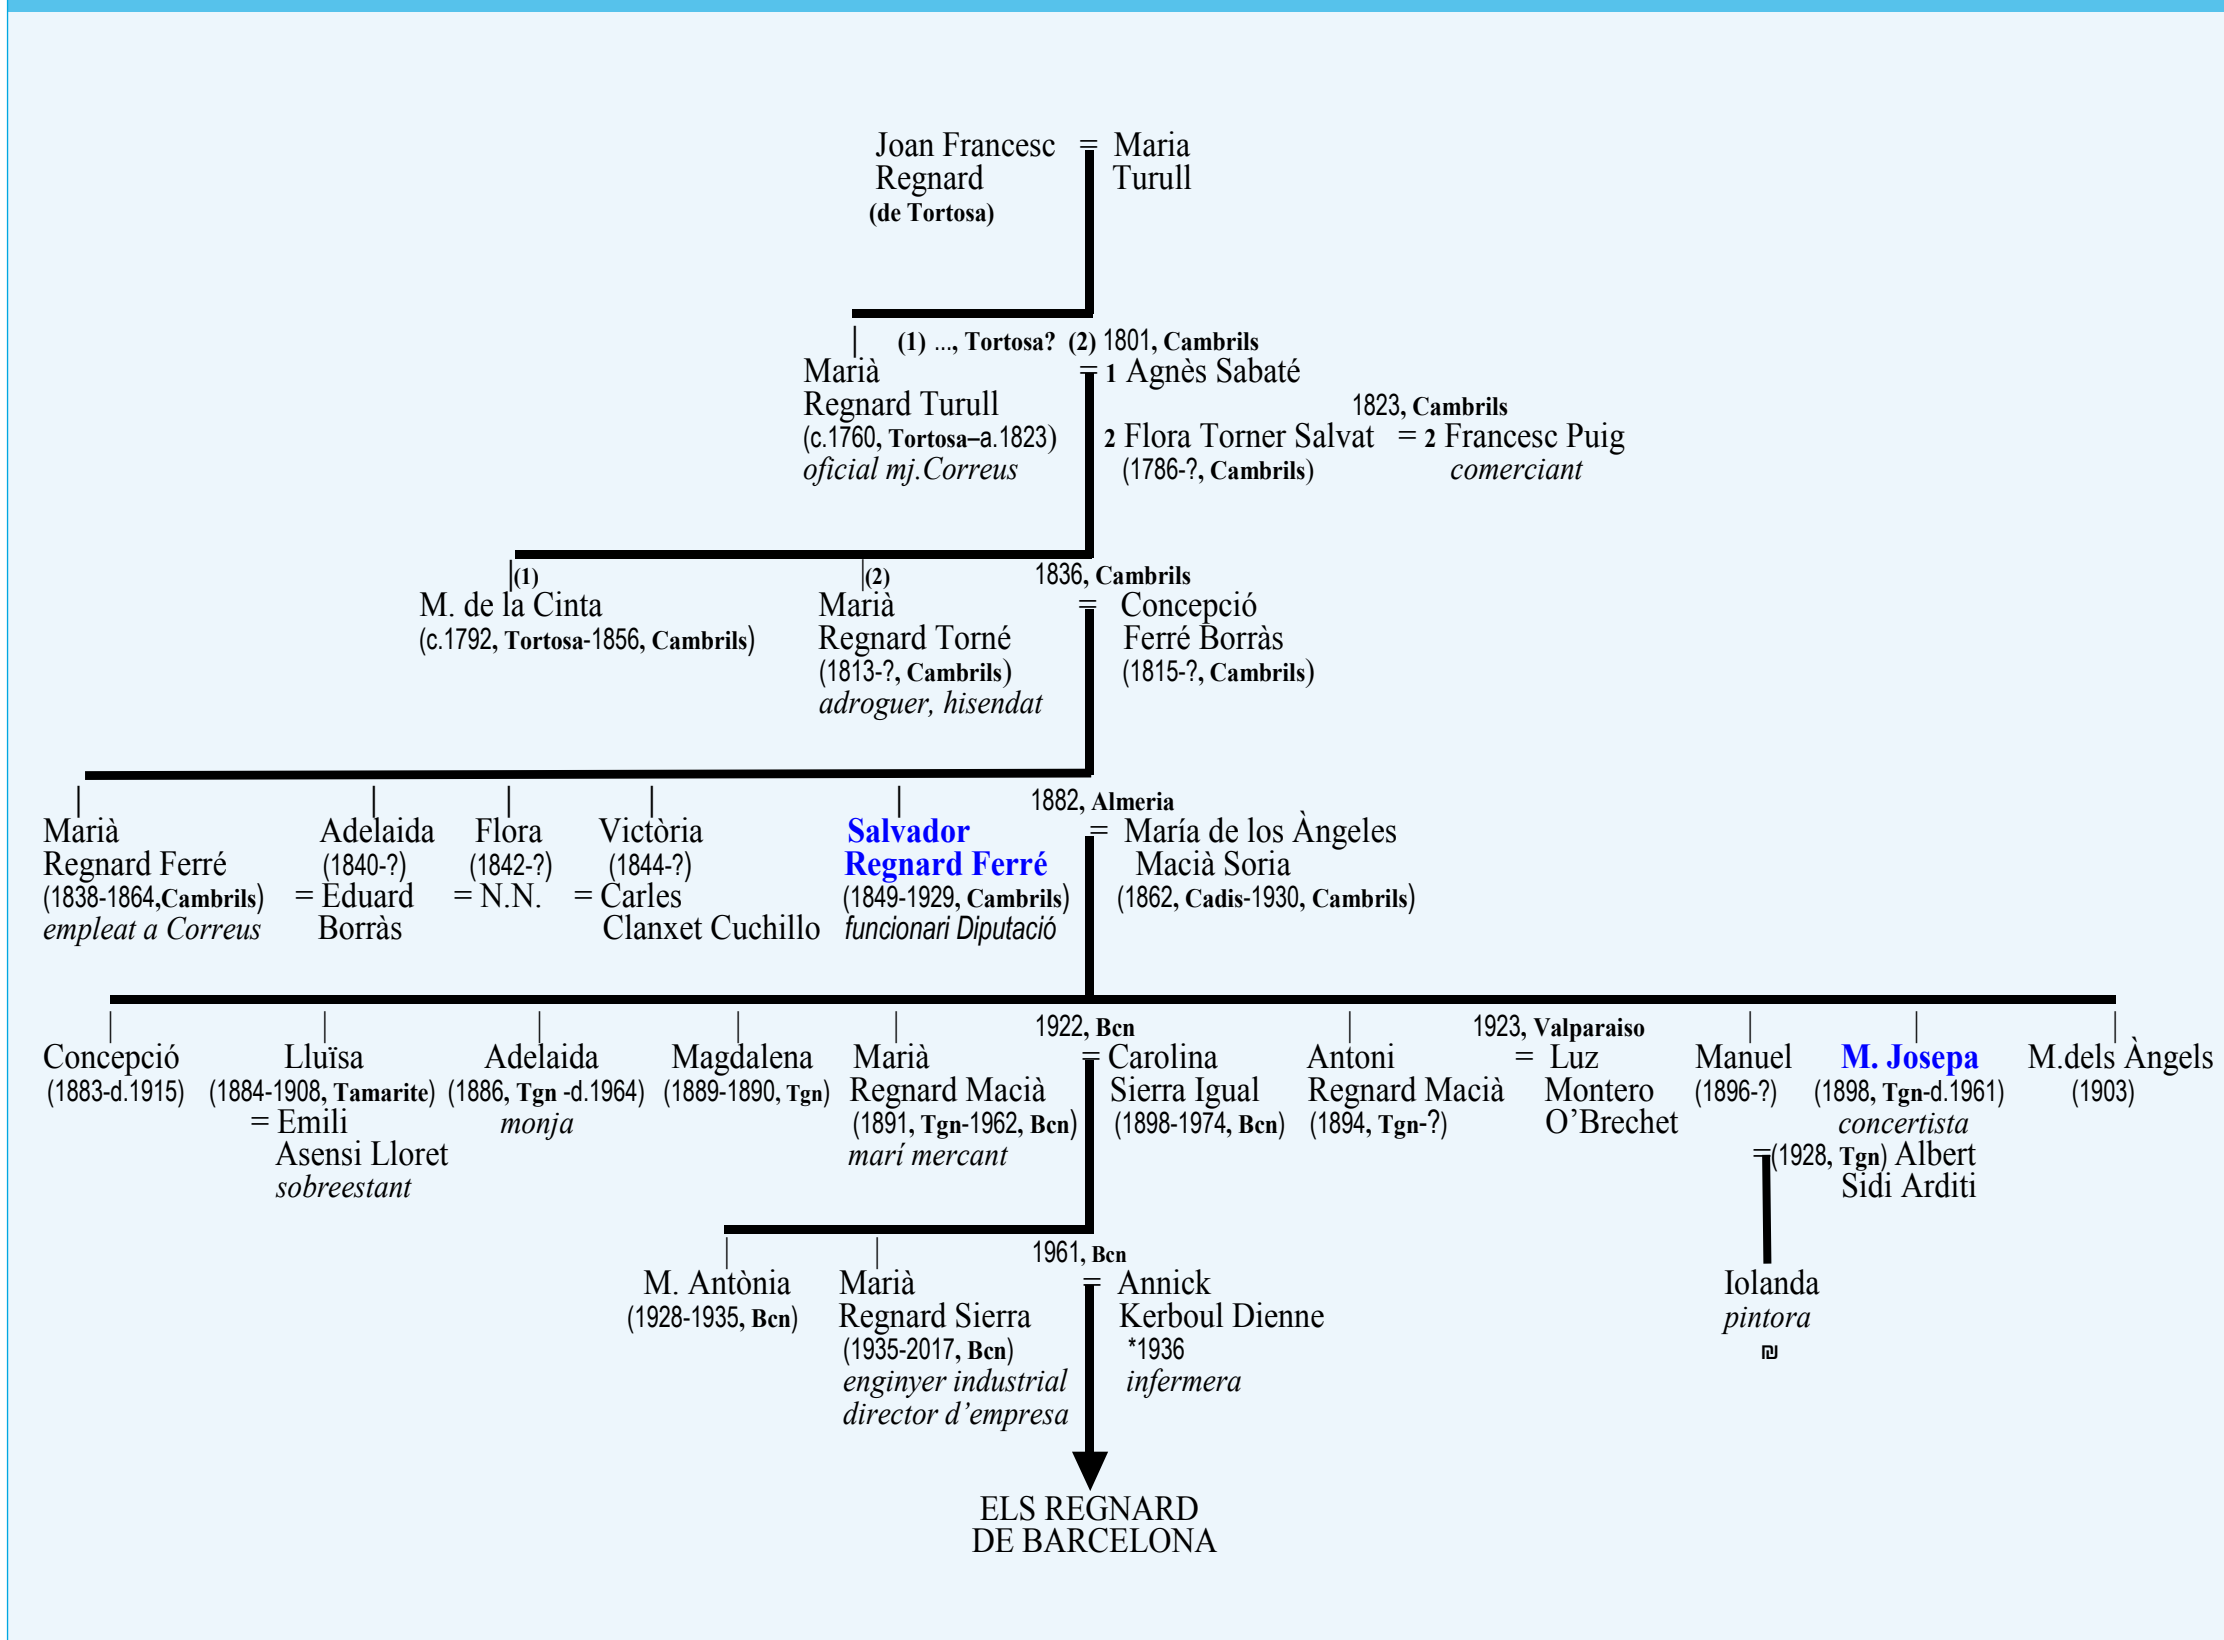 Joan Francesc = Maria
Regnard Turull
(de Tortosa)
(1) ..., Tortosa? (2) 1801, Cambrils
Marià = 1 Agnès Sabaté
Regnard Turull 1823, Cambrils
(c.1760, Tortosa–a.1823) 2 Flora Torner Salvat = 2 Francesc Puig
oficial mj.Correus (1786-?, Cambrils) comerciant
(1) (2) 1836, Cambrils
M. de la Cinta Marià = Concepció
(c.1792, Tortosa-1856, Cambrils) Regnard Torné Ferré Borràs
(1813-?, Cambrils) (1815-?, Cambrils)
adroguer, hisendat
1882, Almeria
Marià Adelaida Flora Victòria Salvador = María de los Àngeles
Regnard Ferré (1840-?) (1842-?) (1844-?) Regnard Ferré Macià Soria
(1838-1864,Cambrils) = Eduard = N.N. = Carles (1849-1929, Cambrils) (1862, Cadis-1930, Cambrils)
empleat a Correus Borràs Clanxet Cuchillo funcionari Diputació
1922, Bcn 1923, Valparaiso
Concepció Lluïsa Adelaida Magdalena Marià = Carolina Antoni = Luz Manuel M. Josepa M.dels Àngels
(1883-d.1915) (1884-1908, Tamarite) (1886, Tgn -d.1964) (1889-1890, Tgn) Regnard Macià Sierra Igual Regnard Macià Montero (1896-?) (1898, Tgn-d.1961) (1903)
= Emili monja (1891, Tgn-1962, Bcn) (1898-1974, Bcn) (1894, Tgn-?) O’Brechet concertista
Asensi Lloret marí mercant =(1928, Tgn) Albert
sobreestant Sidi Arditi
1961, Bcn
M. Antònia Marià = Annick Iolanda
(1928-1935, Bcn) Regnard Sierra Kerboul Dienne pintora
(1935-2017, Bcn) *1936 ₪
enginyer industrial infermera
director d’empresa
ELS REGNARD
DE BARCELONA